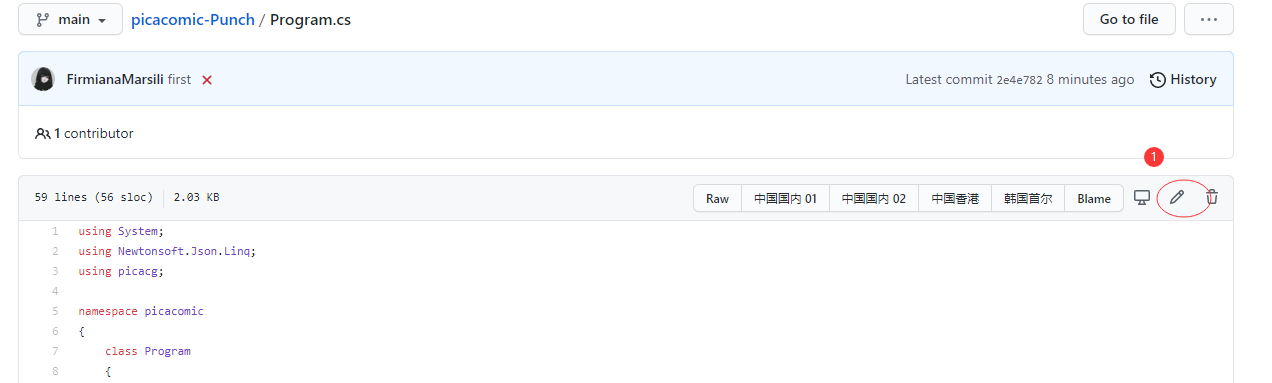 main
picacomic-Punch / Program.cs
Go to file
...
FirmianaMarsili first
Latest commit 2e4e782 8 minutes ago
History
1 contributor
1
59 lines (56 sloc) 2.03 KB
Raw
中国国内 01
中国国内 02
中国香港
韩国首尔
Blame
1 using System;
2 using Newtonsoft.Json.Linq;
3 using picacg;
4
5 namespace picacomic
6 {
7 class Program
8 {